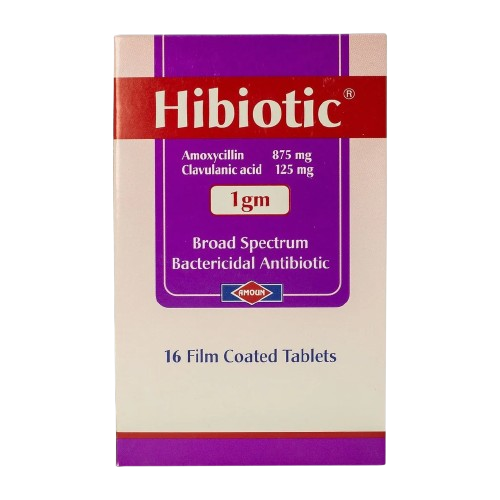 Hibiotic®
Amoxycillin 875 mg
Clavulanic acid 125 mg
1gm
Broad Spectrum
Bactericidal Antibiotic
AMOUN
16 Film Coated Tablets